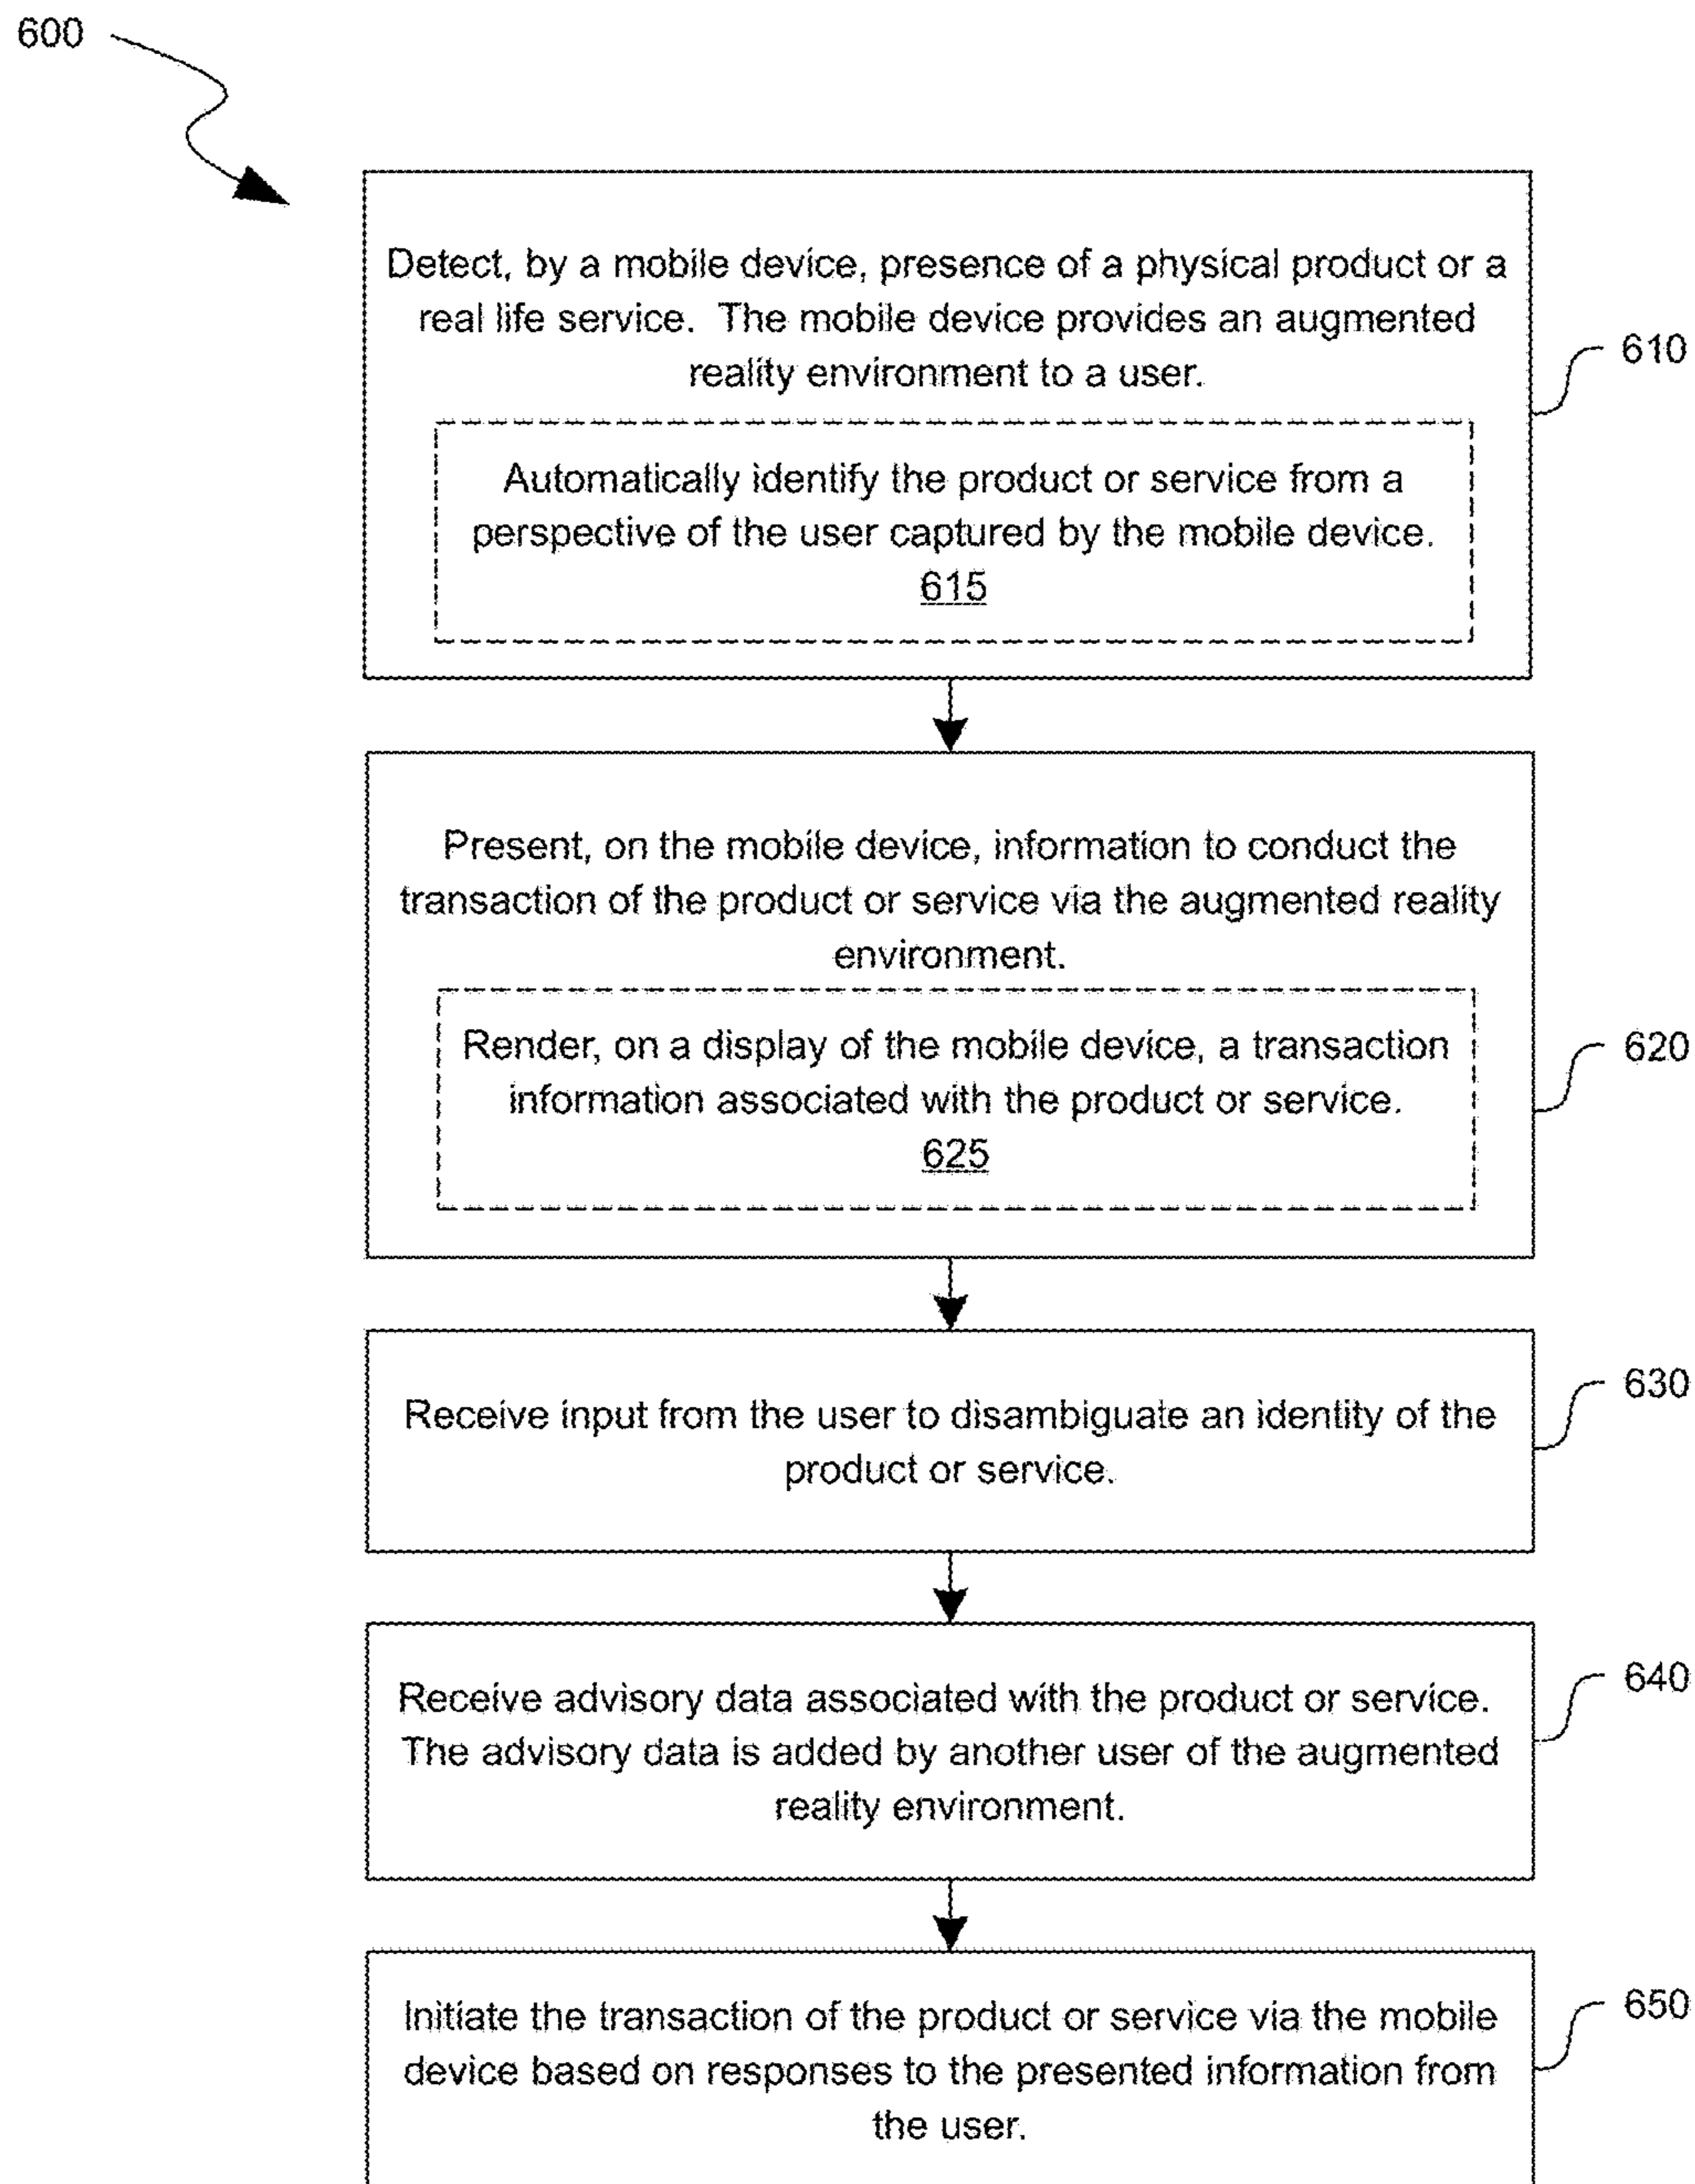 600
Detect, by a mobile device, presence of a physical product or a
real life service. The mobile device provides an augmented
reality environment to a user.
610
Automatically identify the product or service from a
perspective of the user captured by the mobile device.
615
Present, on the mobile device, information to conduct the
transaction of the product or service via the augmented reality
environment.
Render, on a display of the mobile device, a transaction
information associated with the product or service.
625
620
Receive input from the user to disambiguate an identity of the
product or service.
630
Receive advisory data associated with the product or service.
The advisory data is added by another user of the augmented
reality environment.
640
Initiate the transaction of the product or service via the mobile
device based on responses to the presented information from
the user.
650